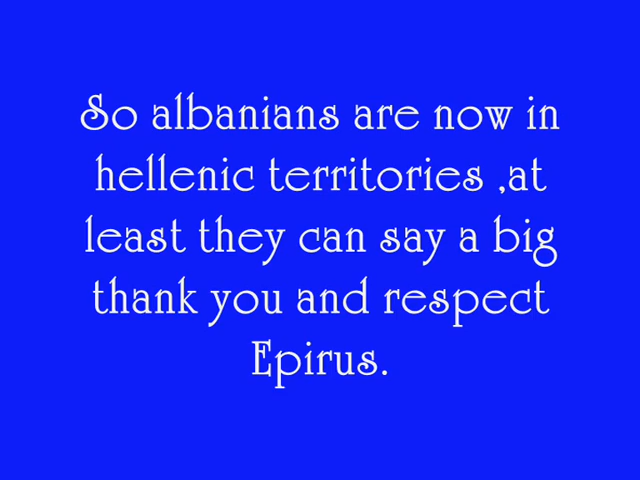 So albanians are now in
hellenic territories ,at
least they can say a big
thank you and respect
Epirus.